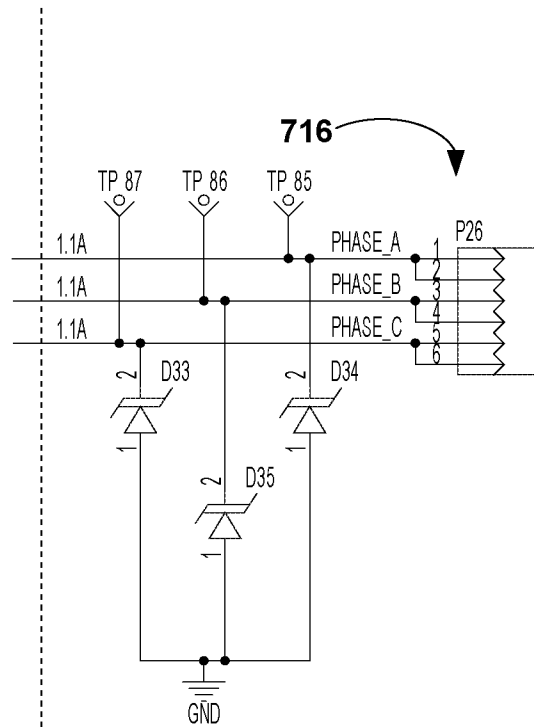 716
TP 87
TP 86
TP 85
P26
1.1A
PHASE_A
1
2
1.1A
PHASE_B
3
4
1.1A
PHASE_C
5
6
2
D33
1
2
D34
1
2
D35
1
GND